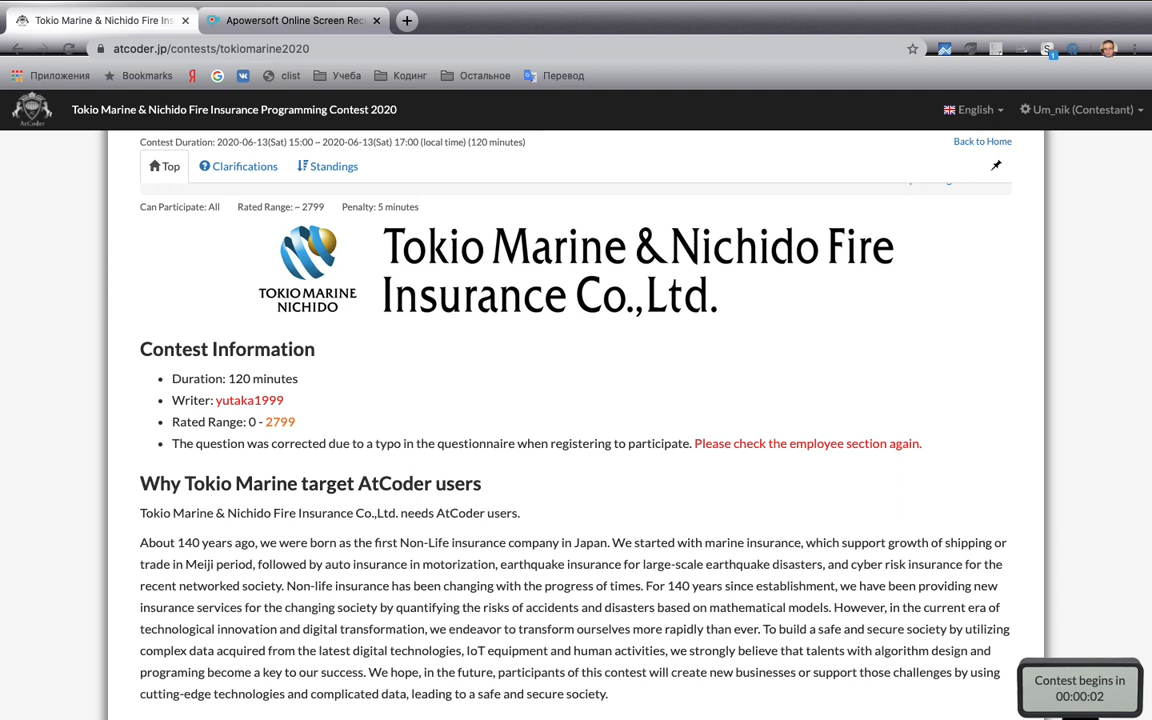 Tokio Marine & Nichido Fire Ins
Apowersoft Online Screen Rec
atcoder.jp/contests/tokiomarine2020
Приложения
Bookmarks
Я
G
clist
Учеба
Кодинг
Остальное
Перевод
AtCoder
Tokio Marine & Nichido Fire Insurance Programming Contest 2020
English
Um_nik (Contestant)
Contest Duration: 2020-06-13(Sat) 15:00 ~ 2020-06-13(Sat) 17:00 (local time) (120 minutes)
Back to Home
Top
Clarifications
Standings
Can Participate: All Rated Range: ~ 2799 Penalty: 5 minutes
TOKIO MARINE
NICHIDO
Tokio Marine & Nichido Fire
Insurance Co.,Ltd.
Contest Information
Duration: 120 minutes
Writer: yutaka1999
Rated Range: 0 - 2799
The question was corrected due to a typo in the questionnaire when registering to participate. Please check the employee section again.
Why Tokio Marine target AtCoder users
Tokio Marine & Nichido Fire Insurance Co.,Ltd. needs AtCoder users.
About 140 years ago, we were born as the first Non-Life insurance company in Japan. We started with marine insurance, which support growth of shipping or
trade in Meiji period, followed by auto insurance in motorization, earthquake insurance for large-scale earthquake disasters, and cyber risk insurance for the
recent networked society. Non-life insurance has been changing with the progress of times. For 140 years since establishment, we have been providing new
insurance services for the changing society by quantifying the risks of accidents and disasters based on mathematical models. However, in the current era of
technological innovation and digital transformation, we endeavor to transform ourselves more rapidly than ever. To build a safe and secure society by utilizing
complex data acquired from the latest digital technologies, IoT equipment and human activities, we strongly believe that talents with algorithm design and
programing become a key to our success. We hope, in the future, participants of this contest will create new businesses or support those challenges by using
cutting-edge technologies and complicated data, leading to a safe and secure society.
Contest begins in
00:00:02